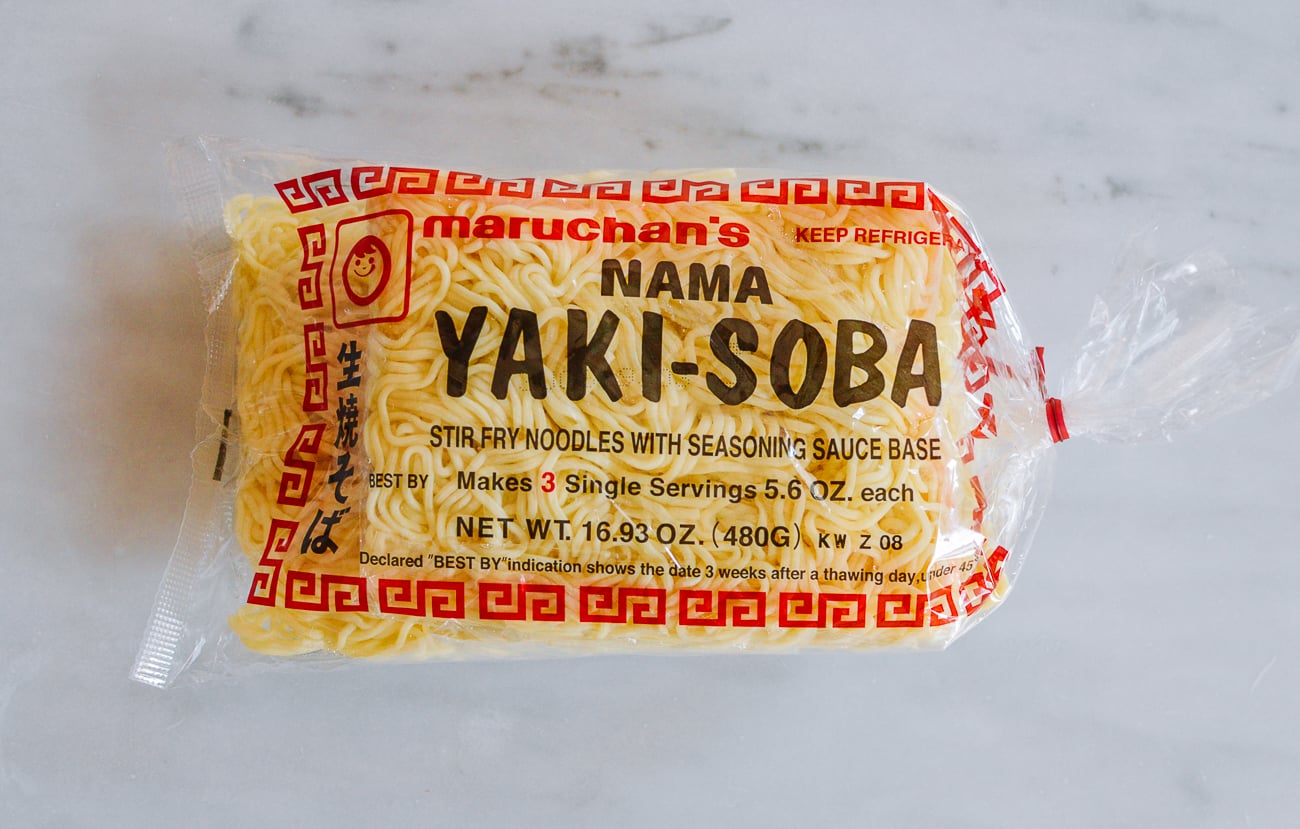 maruchan's
KEEP REFRIGERA
NAMA
YAKI-SOBA
生焼そば
STIR FRY NOODLES WITH SEASONING SAUCE BASE
BEST BY
Makes 3 Single Servings 5.6 OZ. each
NET WT. 16.93 OZ. (480G) KW Z 08
Declared "BEST BY"indication shows the date 3 weeks after a thawing day,under 45°